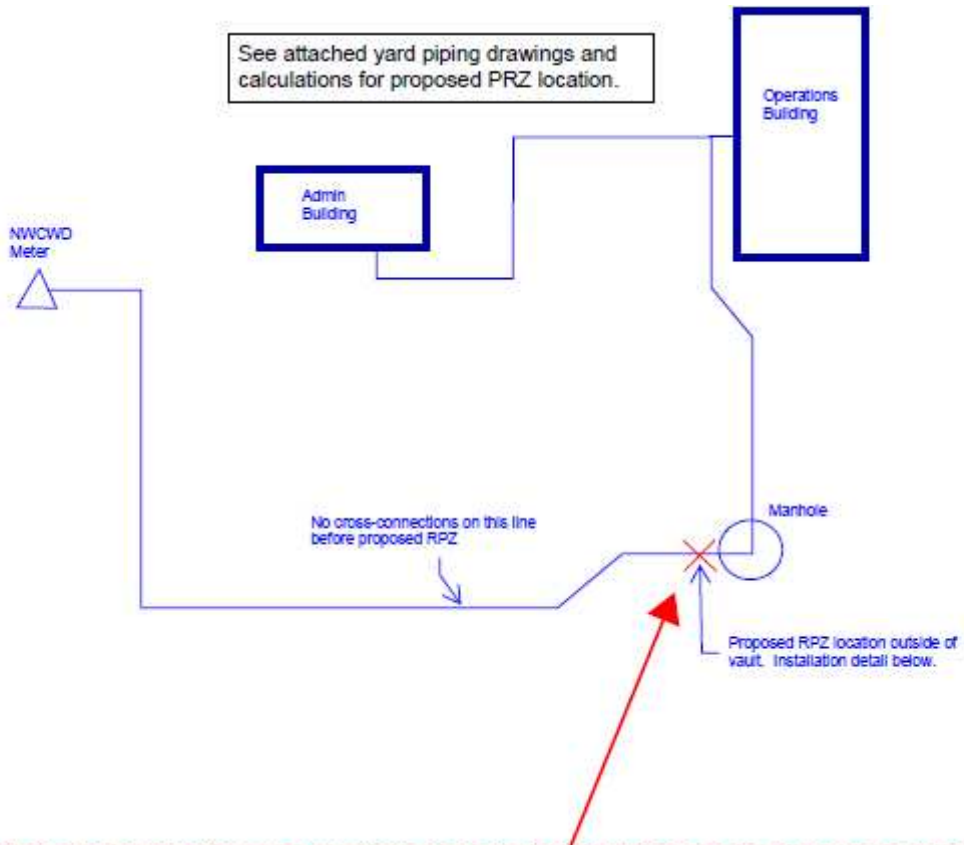 See attached yard piping drawings and
calculations for proposed PRZ location.
Operations
Building
Admin
Building
NWCWD
Meter
No cross-connections on this line
before proposed RPZ
Manhole
Proposed RPZ location outside of
vault. Installation detail below.